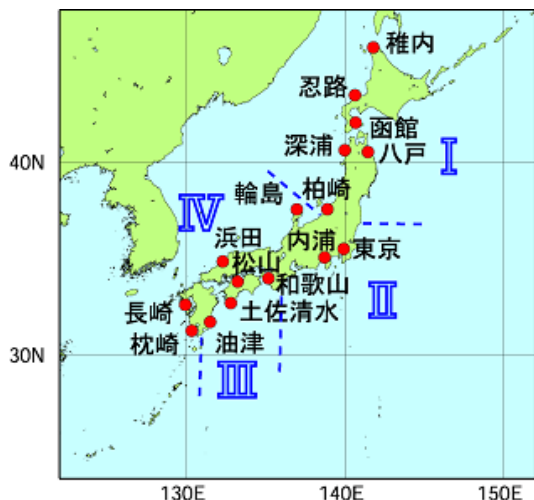 稚内
忍路
函館
深浦
八戸
I
40N
輪島
柏崎
IV
浜田
内浦
東京
松山
和歌山
II
長崎
土佐清水
枕崎
油津
30N
III
130E
140E
150E